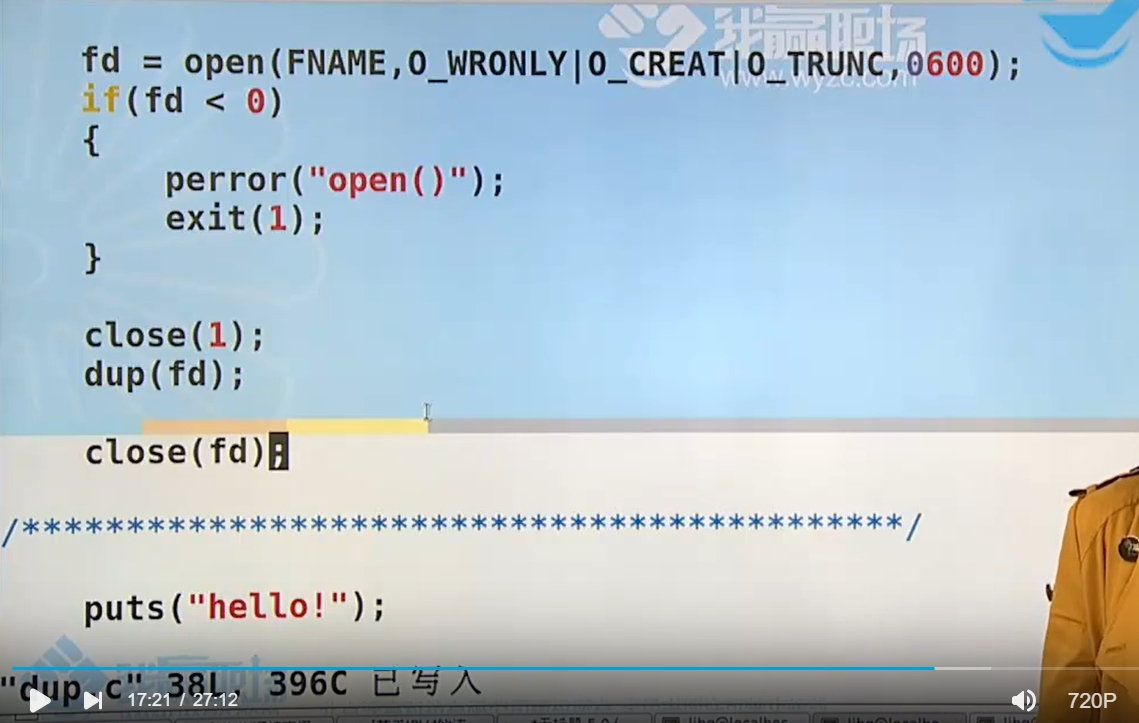 我赢职场
www.wyzc.com
fd = open(FNAME,O_WRONLY|O_CREAT|O_TRUNC,0600);
if(fd < 0)
{
perror("open()");
exit(1);
}
close(1);
dup(fd);
close(fd);
/*******************************************/
puts("hello!");
"dup.c" 38L, 396C 已写入
17:21 / 27:12
720P